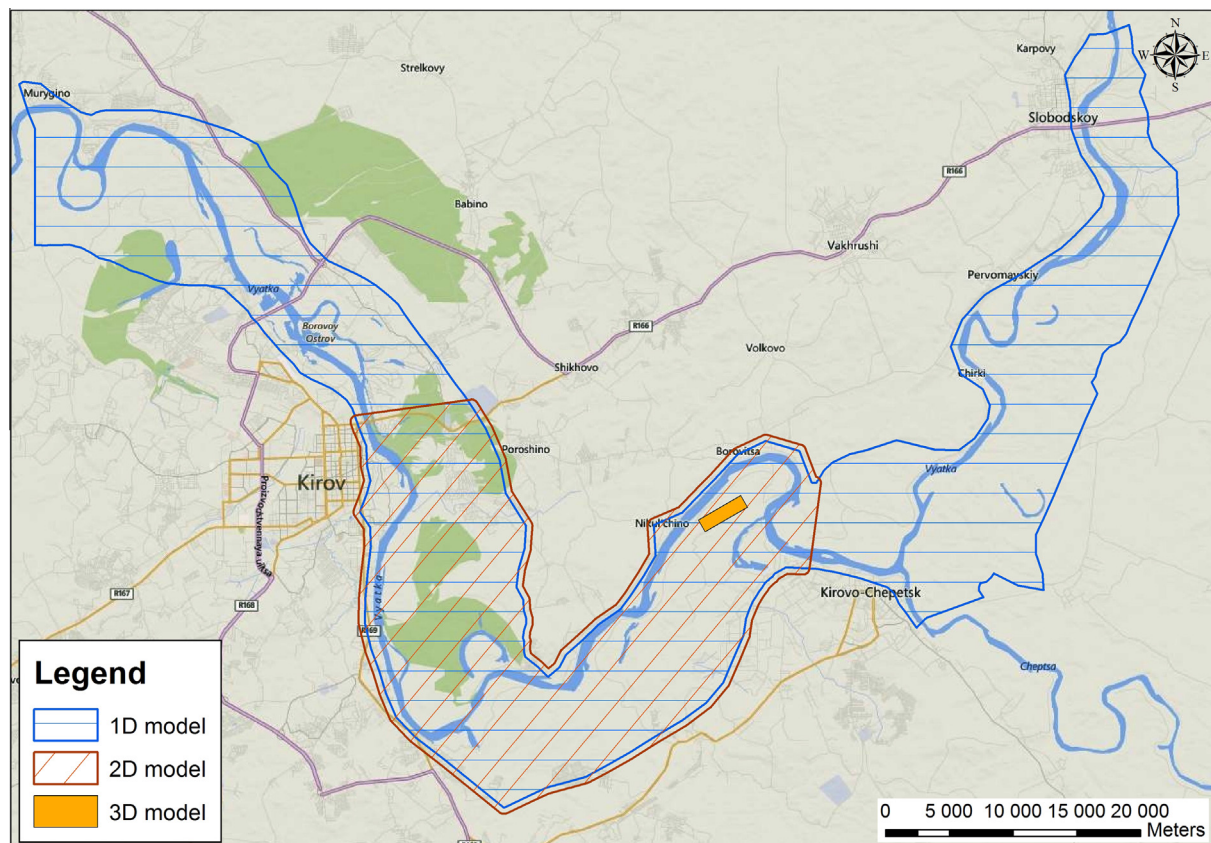 N
W E
S
Karpovy
Strelkovy
Murygino
Slobodskoy
R166
Babino
Vakhrushi
Pervomayskiy
Vyatka
Borovoy
Ostrov
R166
Volkovo
Shikhovo
Chirki
Poroshino
Borovitsa
Vyatka
Kirov
Nikul'chino
R167
R168
Vyatka
Kirovo-Chepetsk
R169
Cheptsa
Legend
1D model
2D model
3D model
0 5 000 10 000 15 000 20 000
Meters